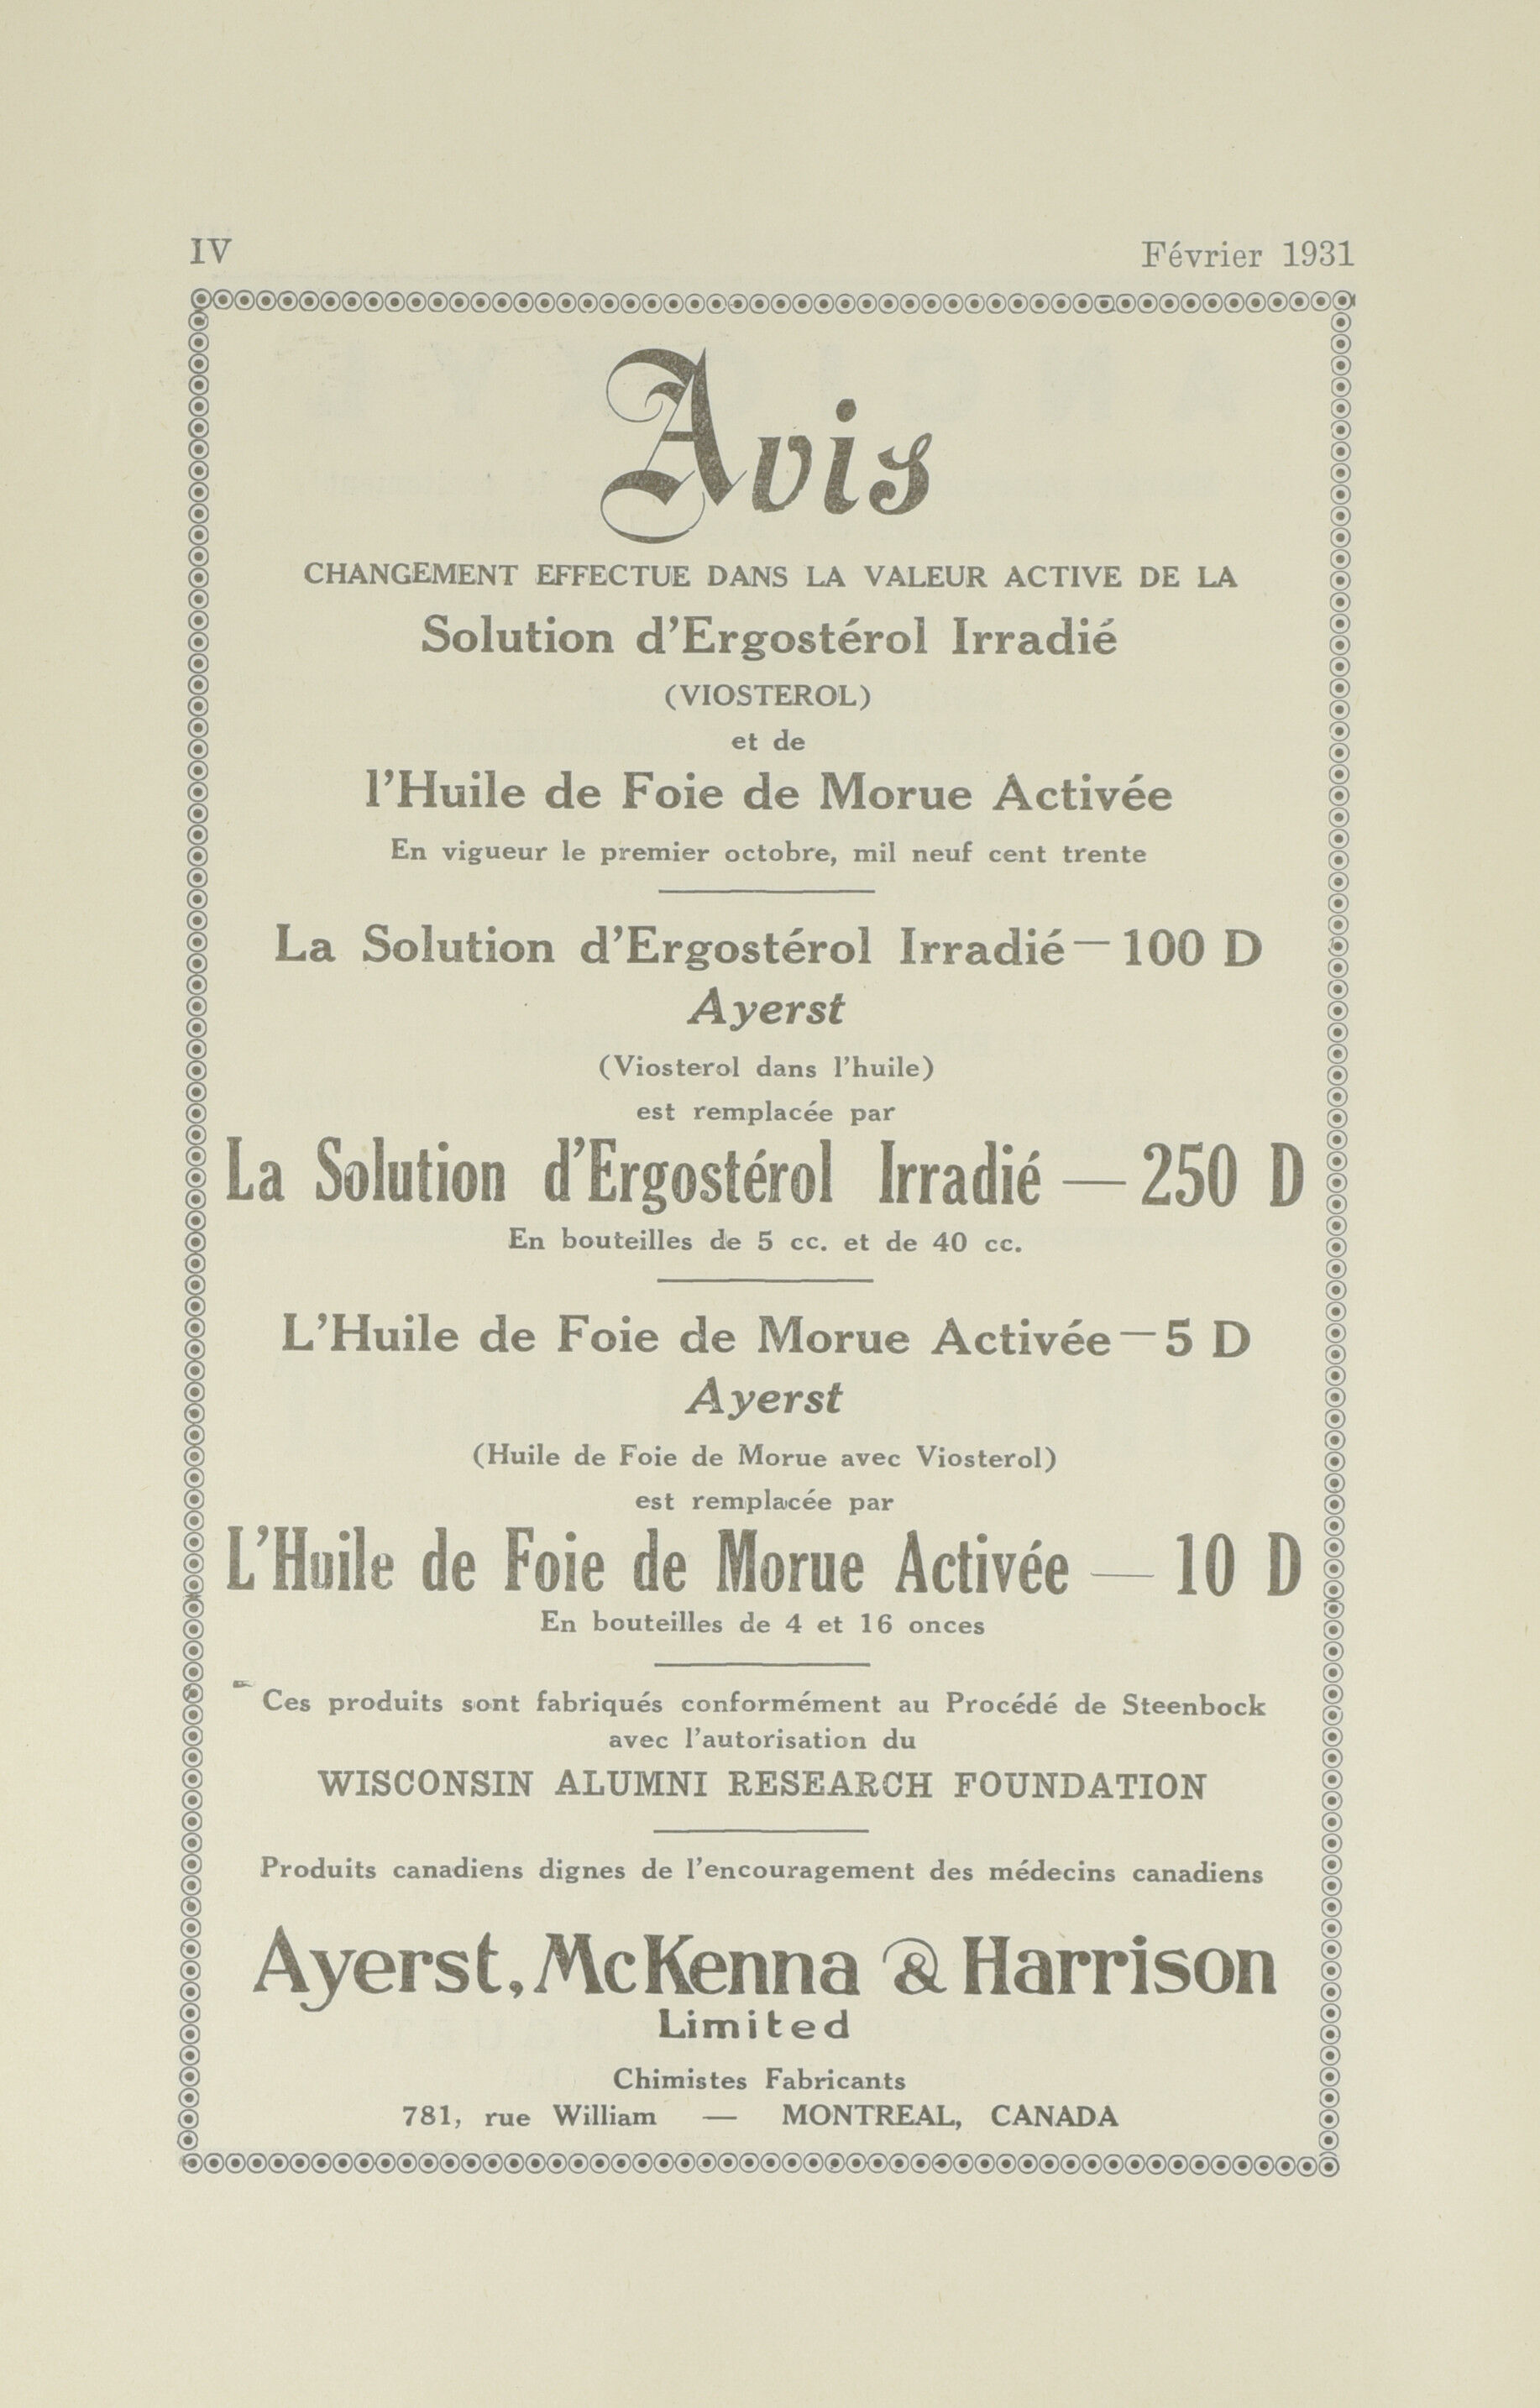 IV
Février 1931
Avis
CHANGEMENT EFFECTUE DANS LA VALEUR ACTIVE DE LA
Solution d'Ergostérol Irradié
(VIOSTEROL)
et de
l'Huile de Foie de Morue Activée
En vigueur le premier octobre, mil neuf cent trente
La Solution d'Ergostérol Irradié—100 D
Ayerst
(Viosterol dans l'huile)
est remplacée par
La Solution d'Ergostérol Irradié — 250 D
En bouteilles de 5 cc. et de 40 cc.
L'Huile de Foie de Morue Activée—5 D
Ayerst
(Huile de Foie de Morue avec Viosterol)
est remplacée par
L'Huile de Foie de Morue Activée — 10 D
En bouteilles de 4 et 16 onces
Ces produits sont fabriqués conformément au Procédé de Steenbock
avec l'autorisation du
WISCONSIN ALUMNI RESEARCH FOUNDATION
Produits canadiens dignes de l'encouragement des médecins canadiens
Ayerst, McKenna & Harrison
Limited
Chimistes Fabricants
781, rue William — MONTREAL, CANADA